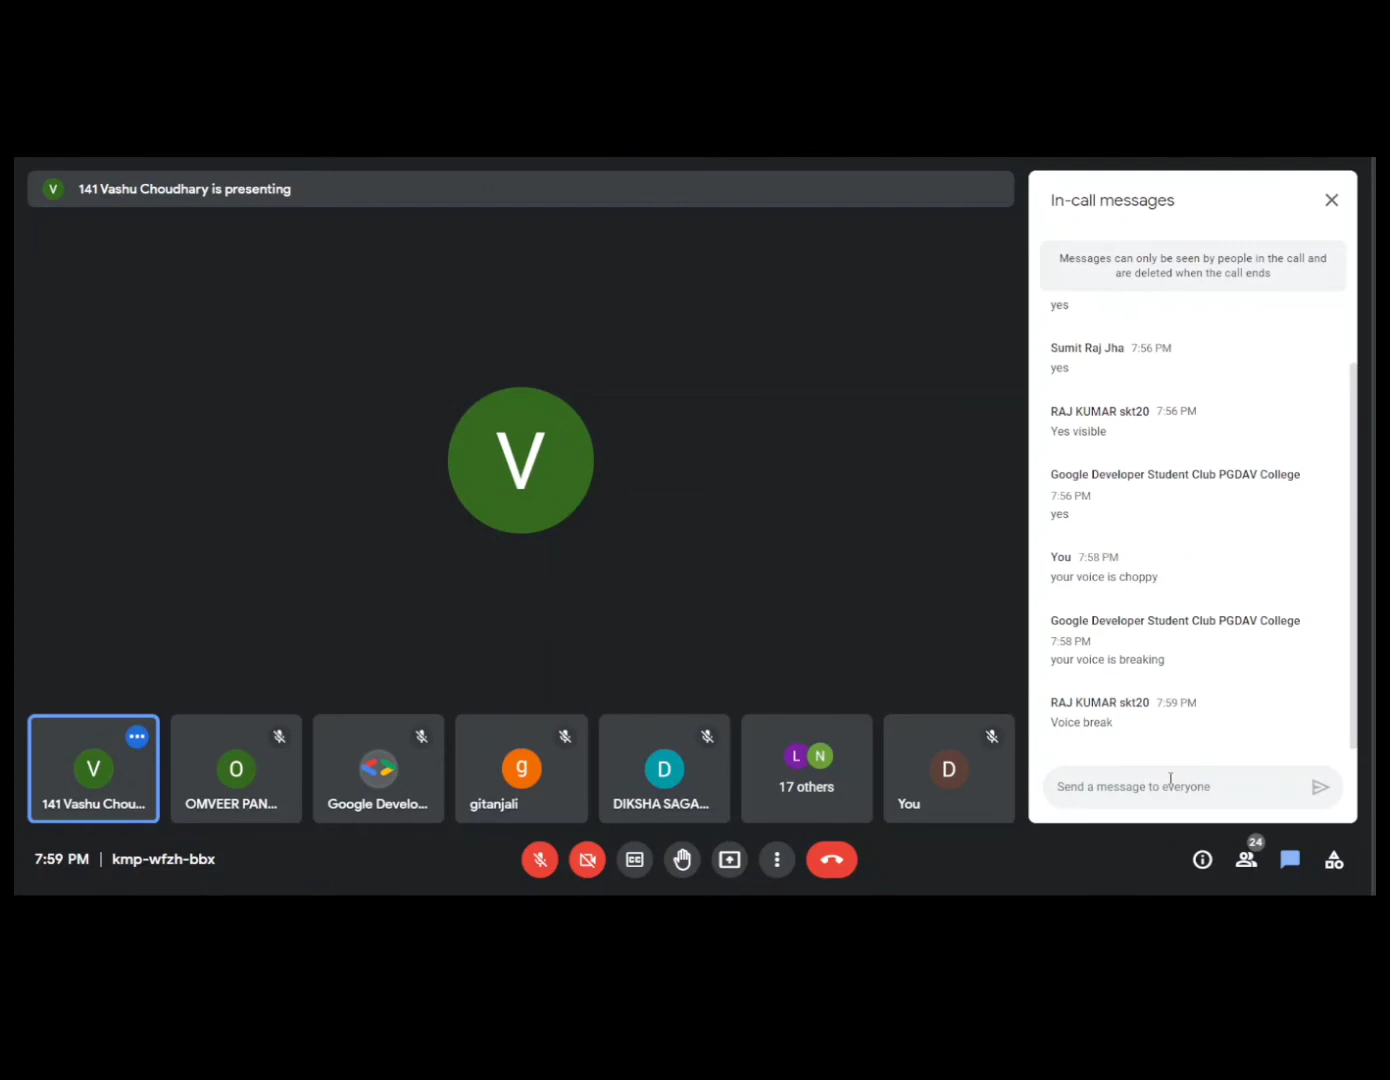 V 141 Vashu Choudhary is presenting
V
In-call messages
Messages can only be seen by people in the call and
are deleted when the call ends
yes
Sumit Raj Jha 7:56 PM
yes
RAJ KUMAR skt20 7:56 PM
Yes visible
Google Developer Student Club PGDAV College
7:56 PM
yes
You 7:58 PM
your voice is choppy
Google Developer Student Club PGDAV College
7:58 PM
your voice is breaking
RAJ KUMAR skt20 7:59 PM
Voice break
Send a message to everyone
V
141 Vashu Chou...
O
OMVEER PAN...
Google Develo...
g
gitanjali
D
DIKSHA SAGA...
L N
17 others
D
You
7:59 PM | kmp-wfzh-bbx
CC
24